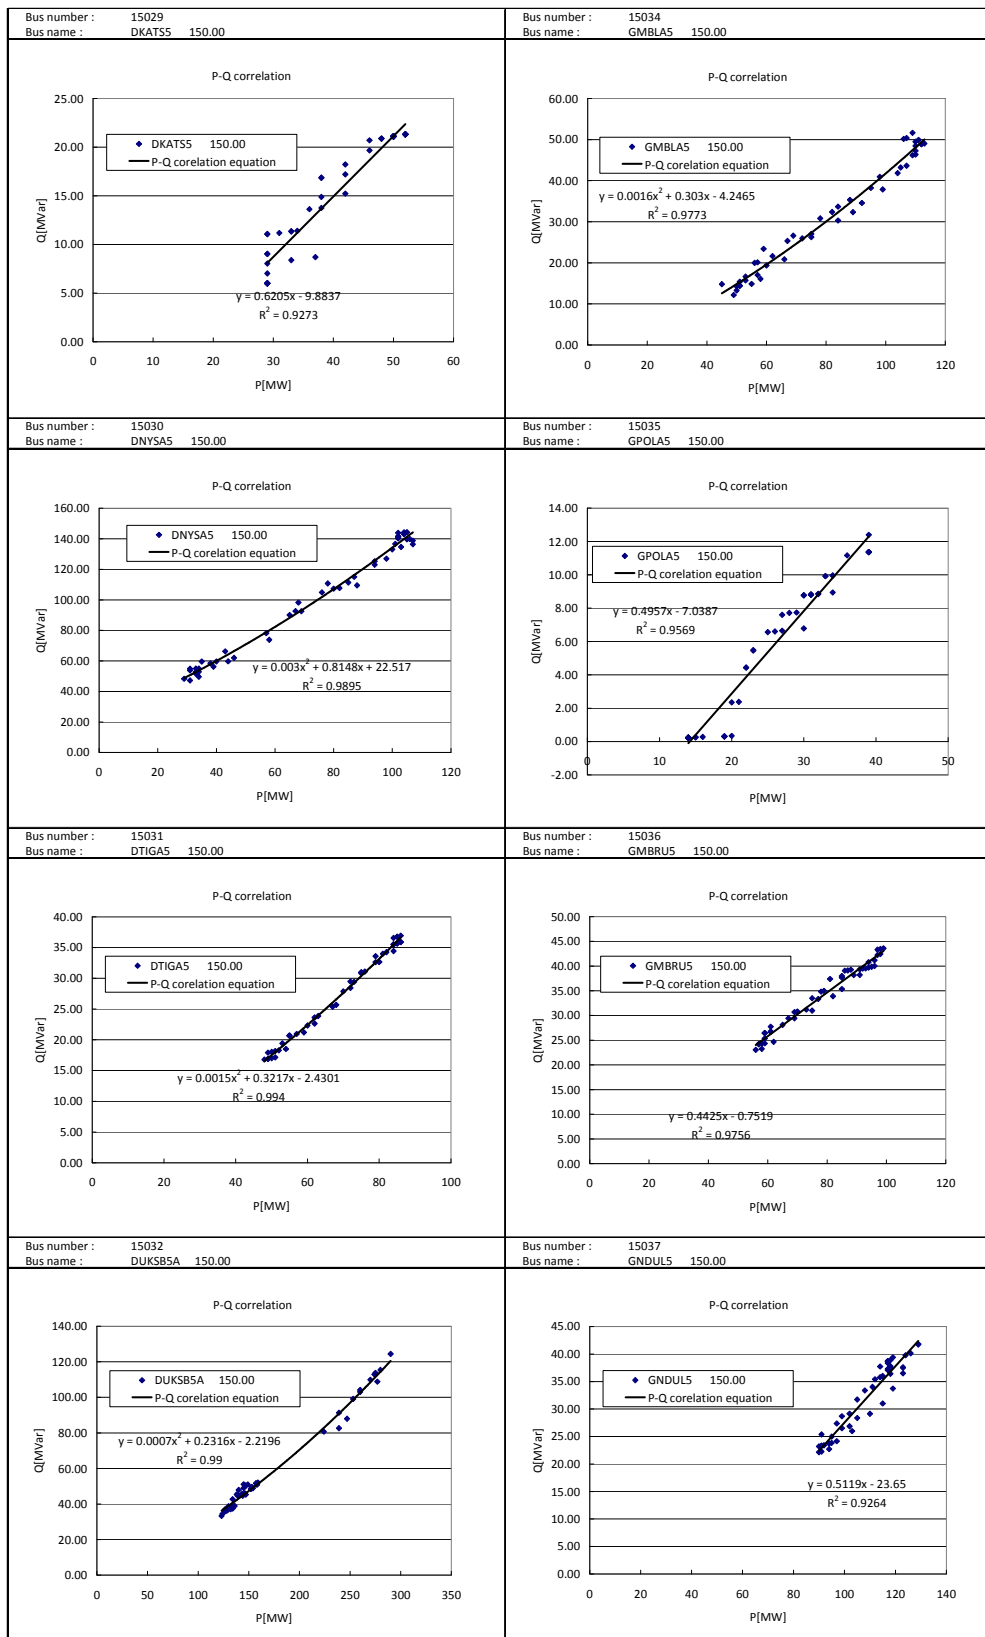 Bus number : 15029
Bus name : DKATS5 150.00
P-Q correlation
25.00
20.00
15.00
10.00
5.00
0.00
Q[MVar]
DKATS5 150.00
P-Q corelation equation
y = 0.6205x - 9.8837
R² = 0.9273
0 10 20 30 40 50 60
P[MW]
Bus number : 15034
Bus name : GMBLA5 150.00
P-Q correlation
60.00
50.00
40.00
30.00
20.00
10.00
0.00
Q[MVar]
GMBLA5 150.00
P-Q corelation equation
y = 0.0016x² + 0.303x - 4.2465
R² = 0.9773
0 20 40 60 80 100 120
P[MW]
Bus number : 15030
Bus name : DNYSA5 150.00
P-Q correlation
160.00
140.00
120.00
100.00
80.00
60.00
40.00
20.00
0.00
Q[MVar]
DNYSA5 150.00
P-Q corelation equation
y = 0.003x² + 0.8148x + 22.517
R² = 0.9895
0 20 40 60 80 100 120
P[MW]
Bus number : 15035
Bus name : GPOLA5 150.00
P-Q correlation
14.00
12.00
10.00
8.00
6.00
4.00
2.00
0.00
-2.00
Q[MVar]
GPOLA5 150.00
P-Q corelation equation
y = 0.4957x - 7.0387
R² = 0.9569
0 10 20 30 40 50
P[MW]
Bus number : 15031
Bus name : DTIGA5 150.00
P-Q correlation
40.00
35.00
30.00
25.00
20.00
15.00
10.00
5.00
0.00
Q[MVar]
DTIGA5 150.00
P-Q corelation equation
y = 0.0015x² + 0.3217x - 2.4301
R² = 0.994
0 20 40 60 80 100
P[MW]
Bus number : 15036
Bus name : GMBRU5 150.00
P-Q correlation
50.00
45.00
40.00
35.00
30.00
25.00
20.00
15.00
10.00
5.00
0.00
Q[MVar]
GMBRU5 150.00
P-Q corelation equation
y = 0.4425x - 0.7519
R² = 0.9756
0 20 40 60 80 100 120
P[MW]
Bus number : 15032
Bus name : DUKSB5A 150.00
P-Q correlation
140.00
120.00
100.00
80.00
60.00
40.00
20.00
0.00
Q[MVar]
DUKSB5A 150.00
P-Q corelation equation
y = 0.0007x² + 0.2316x - 2.2196
R² = 0.99
0 50 100 150 200 250 300 350
P[MW]
Bus number : 15037
Bus name : GNDUL5 150.00
P-Q correlation
45.00
40.00
35.00
30.00
25.00
20.00
15.00
10.00
5.00
0.00
Q[MVar]
GNDUL5 150.00
P-Q corelation equation
y = 0.5119x - 23.65
R² = 0.9264
0 20 40 60 80 100 120 140
P[MW]